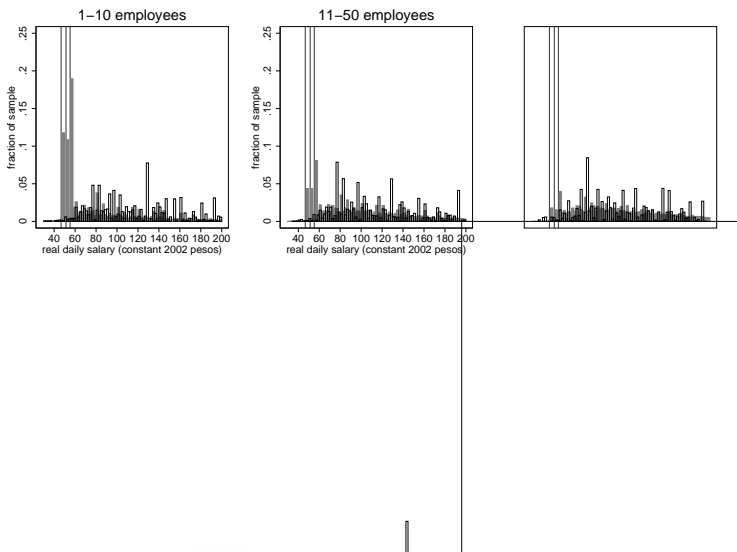 1−10 employees
11−50 employees
fraction of sample
0 .05 .1 .15 .2 .25
40 60 80 100 120 140 160 180 200
real daily salary (constant 2002 pesos)
fraction of sample
0 .05 .1 .15 .2 .25
40 60 80 100 120 140 160 180 200
real daily salary (constant 2002 pesos)